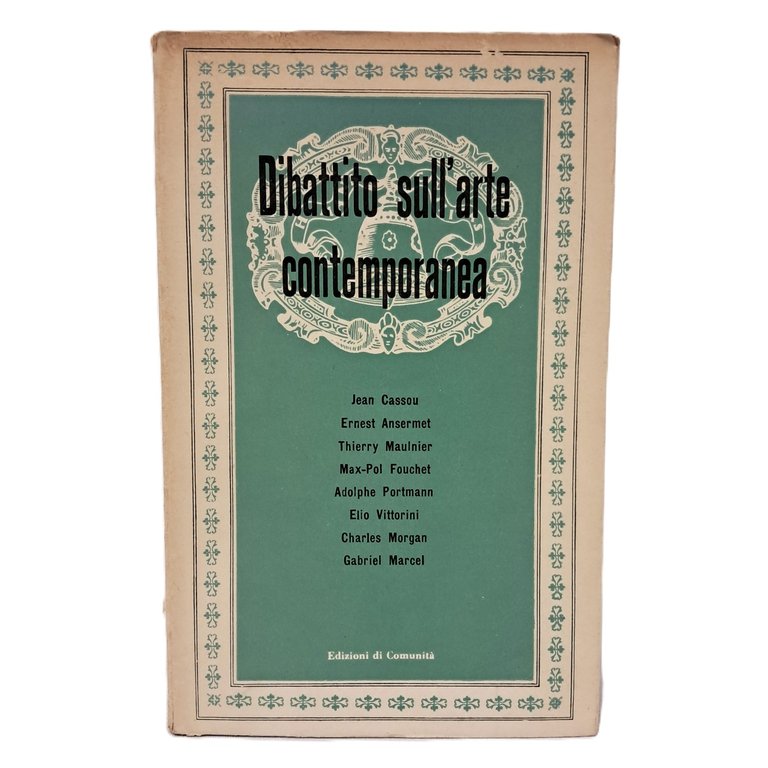 Dibattito sull'arte
contemporanea
Jean Cassou
Ernest Ansermet
Thierry Maulnier
Max-Pol Fouchet
Adolphe Portmann
Elio Vittorini
Charles Morgan
Gabriel Marcel
Edizioni di Comunità